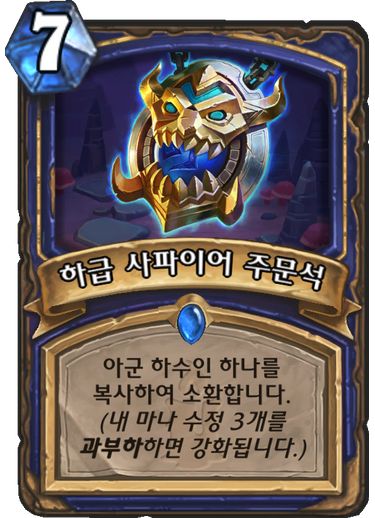 7
하급 사파이어 주문석
아군 하수인 하나를
복사하여 소환합니다.
(내 마나 수정 3개를
과부하하면 강화됩니다.)